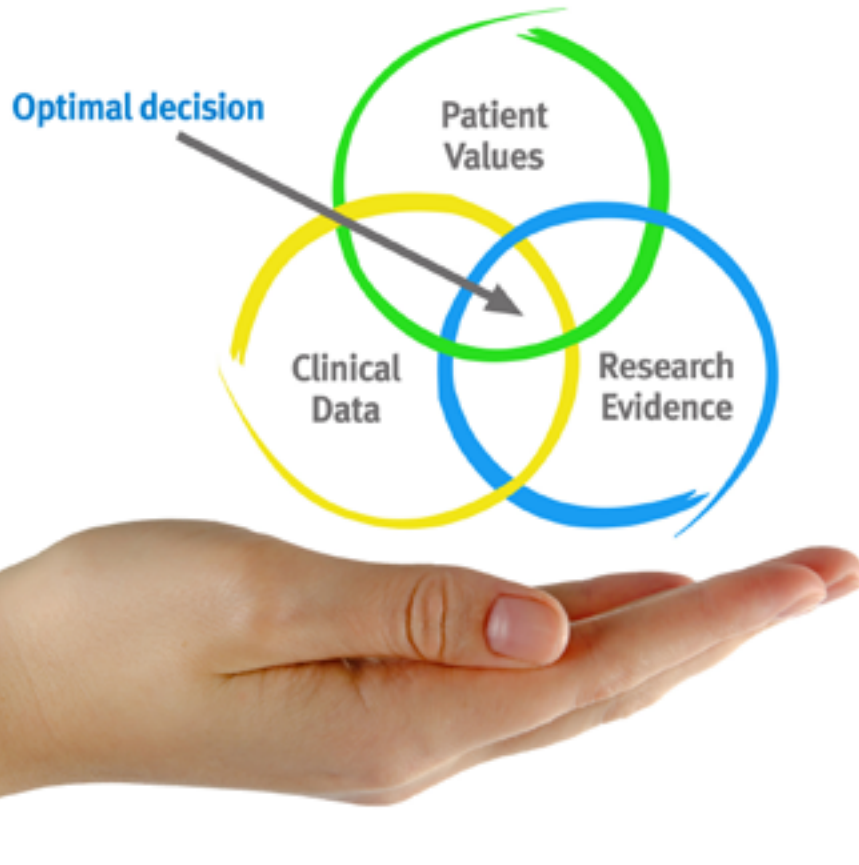 Optimal decision
Patient
Values
Clinical
Data
Research
Evidence